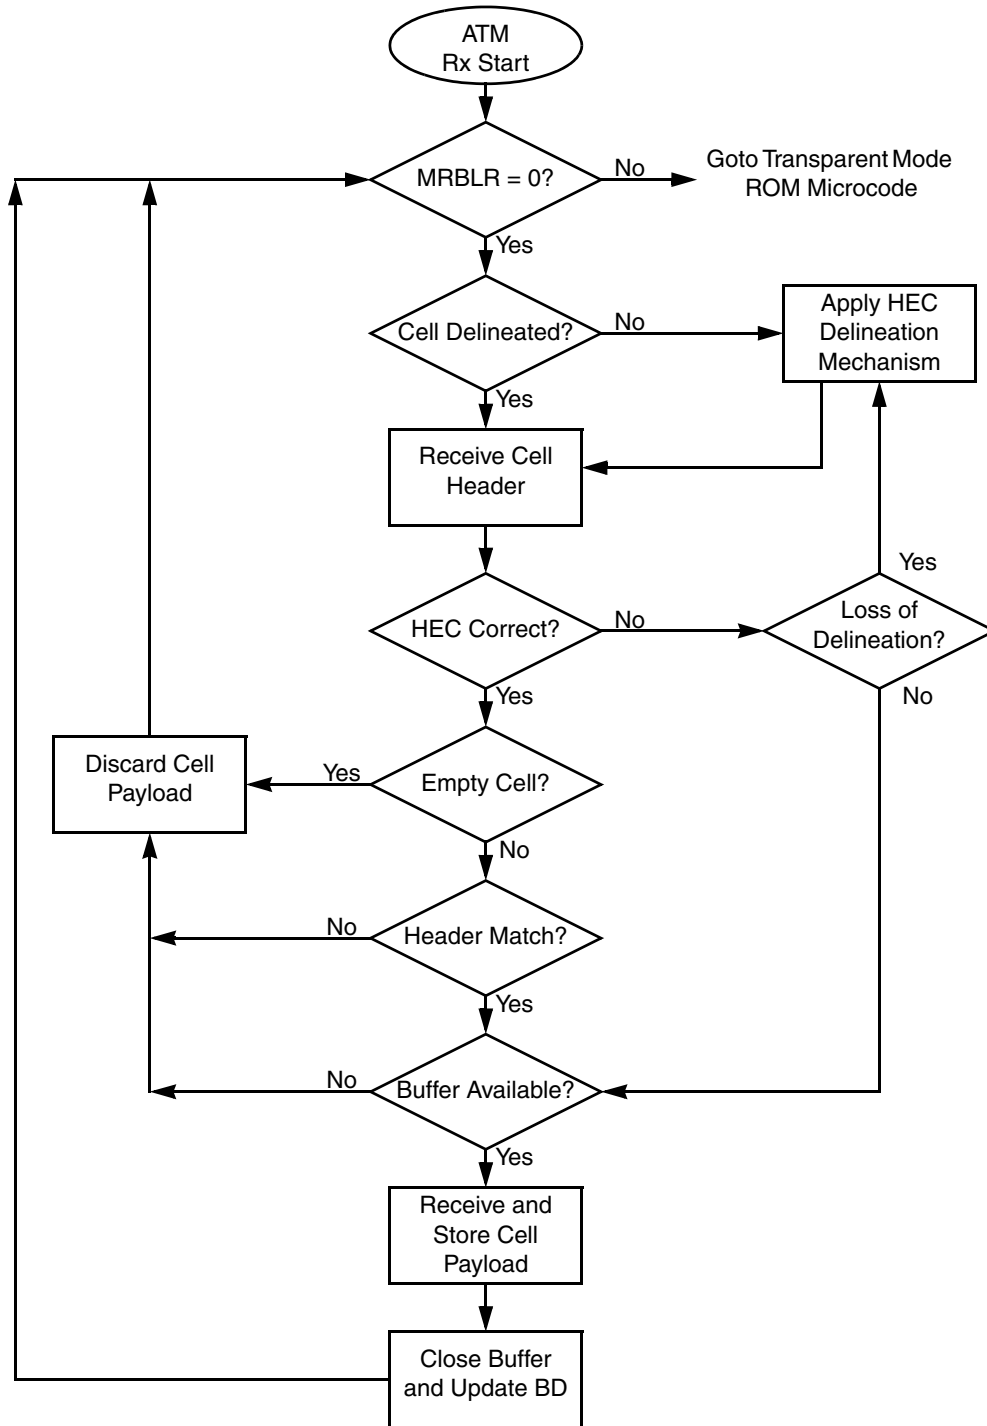 ATM
Rx Start
MRBLR = 0?
No
Goto Transparent Mode
ROM Microcode
Yes
Cell Delineated?
No
Apply HEC
Delineation
Mechanism
Yes
Receive Cell
Header
HEC Correct?
No
Loss of
Delineation?
Yes
No
Yes
Empty Cell?
Yes
Discard Cell
Payload
No
Header Match?
No
Yes
Buffer Available?
No
Yes
Receive and
Store Cell
Payload
Close Buffer
and Update BD